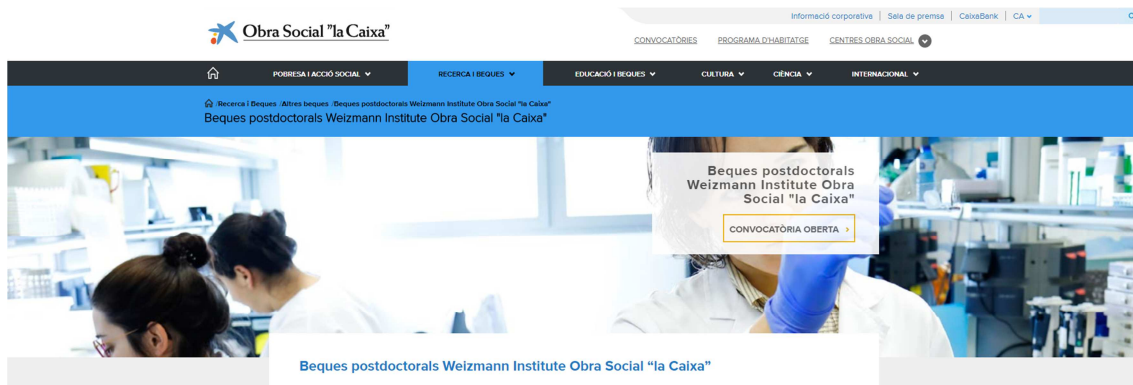 Informació corporativa | Sala de premsa | CaixaBank | CA
Obra Social "la Caixa"
CONVOCATÒRIES PROGRAMA D'HABITATGE CENTRES OBRA SOCIAL
POBRESA I ACCIÓ SOCIAL RECERCA I BEQUES EDUCACIÓ I BEQUES CULTURA CIÈNCIA INTERNACIONAL
/Recerca i Beques /Altres beques /Beques postdoctorals Weizmann Institute Obra Social "la Caixa"
Beques postdoctorals Weizmann Institute Obra Social "la Caixa"
Beques postdoctorals
Weizmann Institute Obra
Social "la Caixa"
CONVOCATÒRIA OBERTA ›
Beques postdoctorals Weizmann Institute Obra Social “la Caixa”